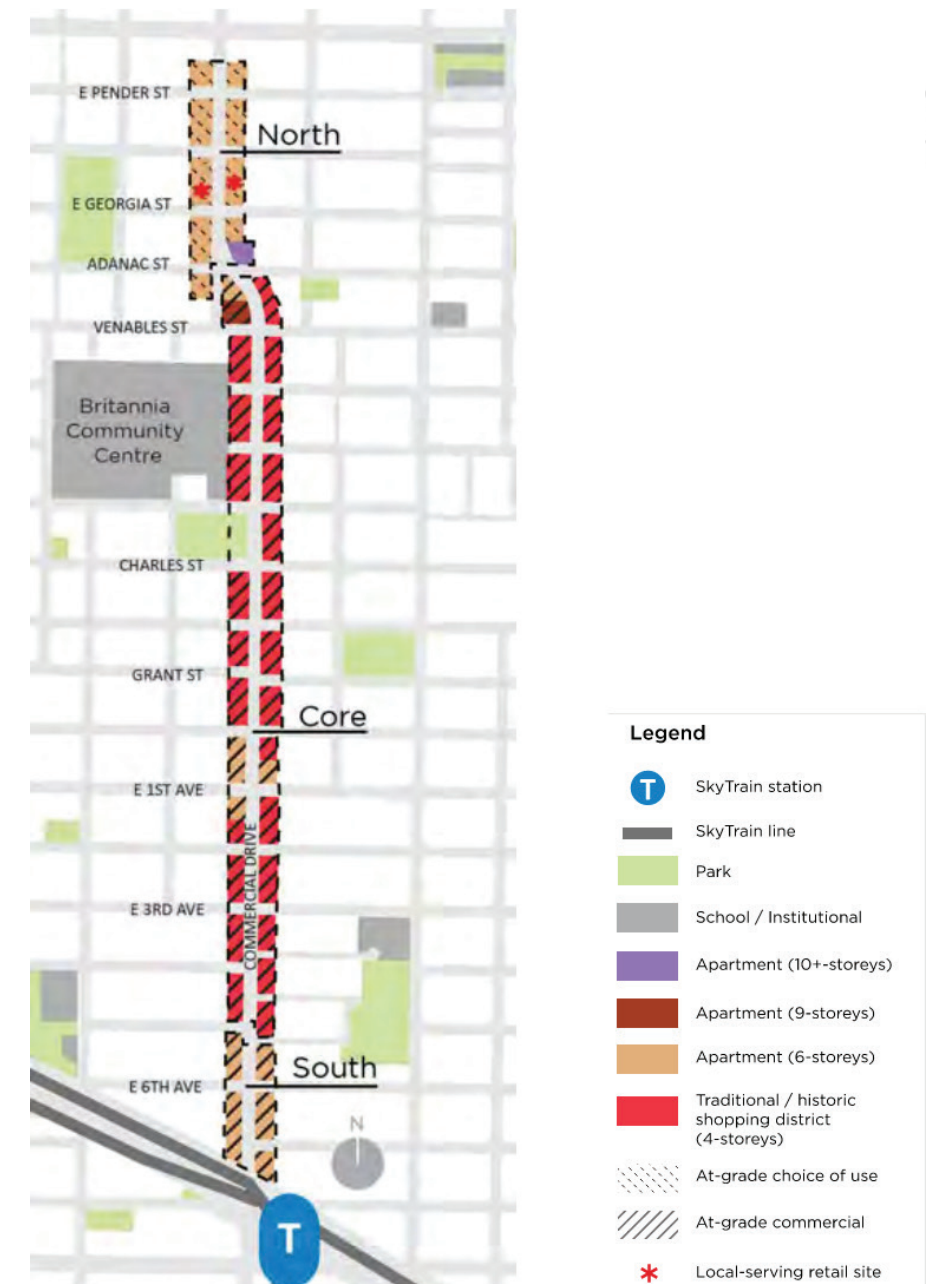 E PENDER ST
North
E GEORGIA ST
ADANAC ST
VENABLES ST
Britannia
Community
Centre
CHARLES ST
GRANT ST
Core
E 1ST AVE
COMMERCIAL DRIVE
E 3RD AVE
South
E 6TH AVE
N
T
Legend
T SkyTrain station
SkyTrain line
Park
School / Institutional
Apartment (10+-storeys)
Apartment (9-storeys)
Apartment (6-storeys)
Traditional / historic
shopping district
(4-storeys)
At-grade choice of use
At-grade commercial
Local-serving retail site